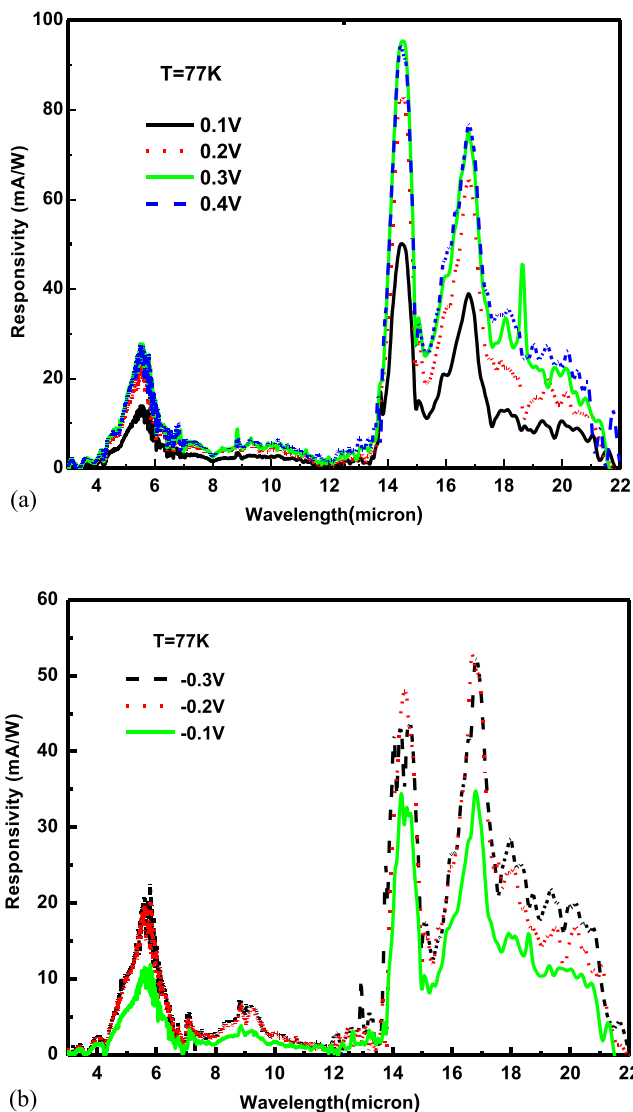 100
80
60
40
20
0
Responsivity (mA/W)
T=77K
0.1V
0.2V
0.3V
0.4V
4 6 8 10 12 14 16 18 20 22
Wavelength(micron)
(a)
60
50
40
30
20
10
0
Responsivity (mA/W)
T=77K
-0.3V
-0.2V
-0.1V
4 6 8 10 12 14 16 18 20 22
Wavelength(micron)
(b)